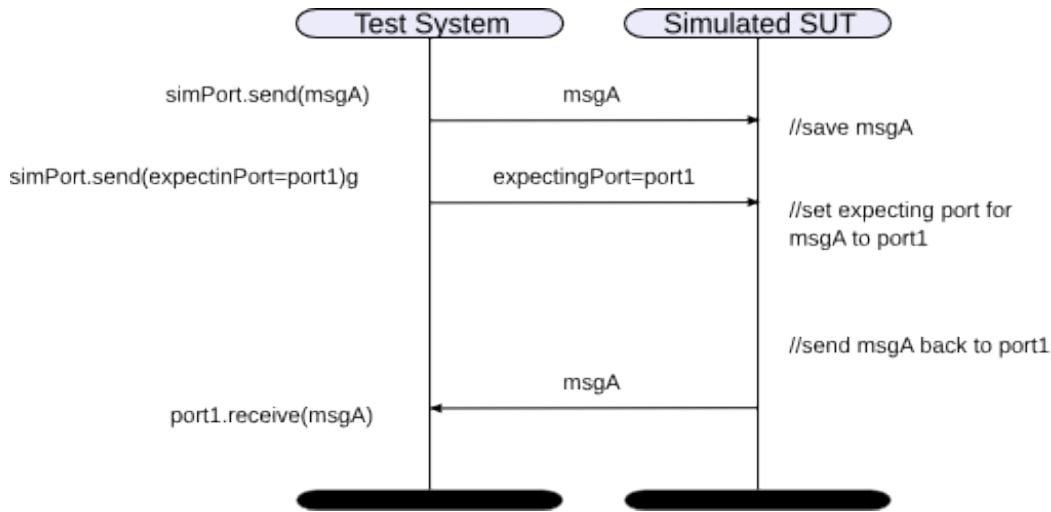 Test System
Simulated SUT
simPort.send(msgA)
msgA
//save msgA
simPort.send(expectinPort=port1)g
expectingPort=port1
//set expecting port for
msgA to port1
//send msgA back to port1
msgA
port1.receive(msgA)